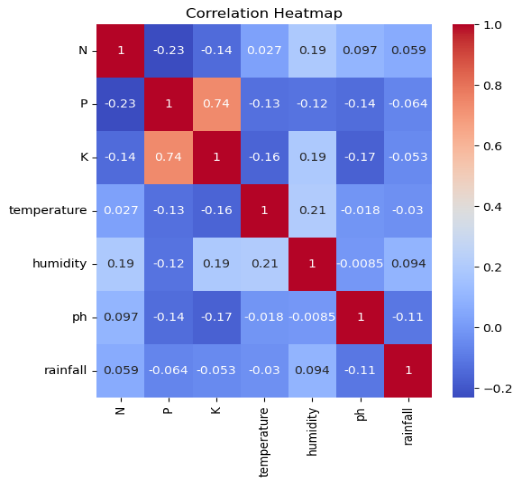 Correlation Heatmap
N 1 -0.23 -0.14 0.027 0.19 0.097 0.059
P -0.23 1 0.74 -0.13 -0.12 -0.14 -0.064
K -0.14 0.74 1 -0.16 0.19 -0.17 -0.053
temperature 0.027 -0.13 -0.16 1 0.21 -0.018 -0.03
humidity 0.19 -0.12 0.19 0.21 1 -0.0085 0.094
ph 0.097 -0.14 -0.17 -0.018 -0.0085 1 -0.11
rainfall 0.059 -0.064 -0.053 -0.03 0.094 -0.11 1
N P K temperature humidity ph rainfall
1.0
0.8
0.6
0.4
0.2
0.0
−0.2